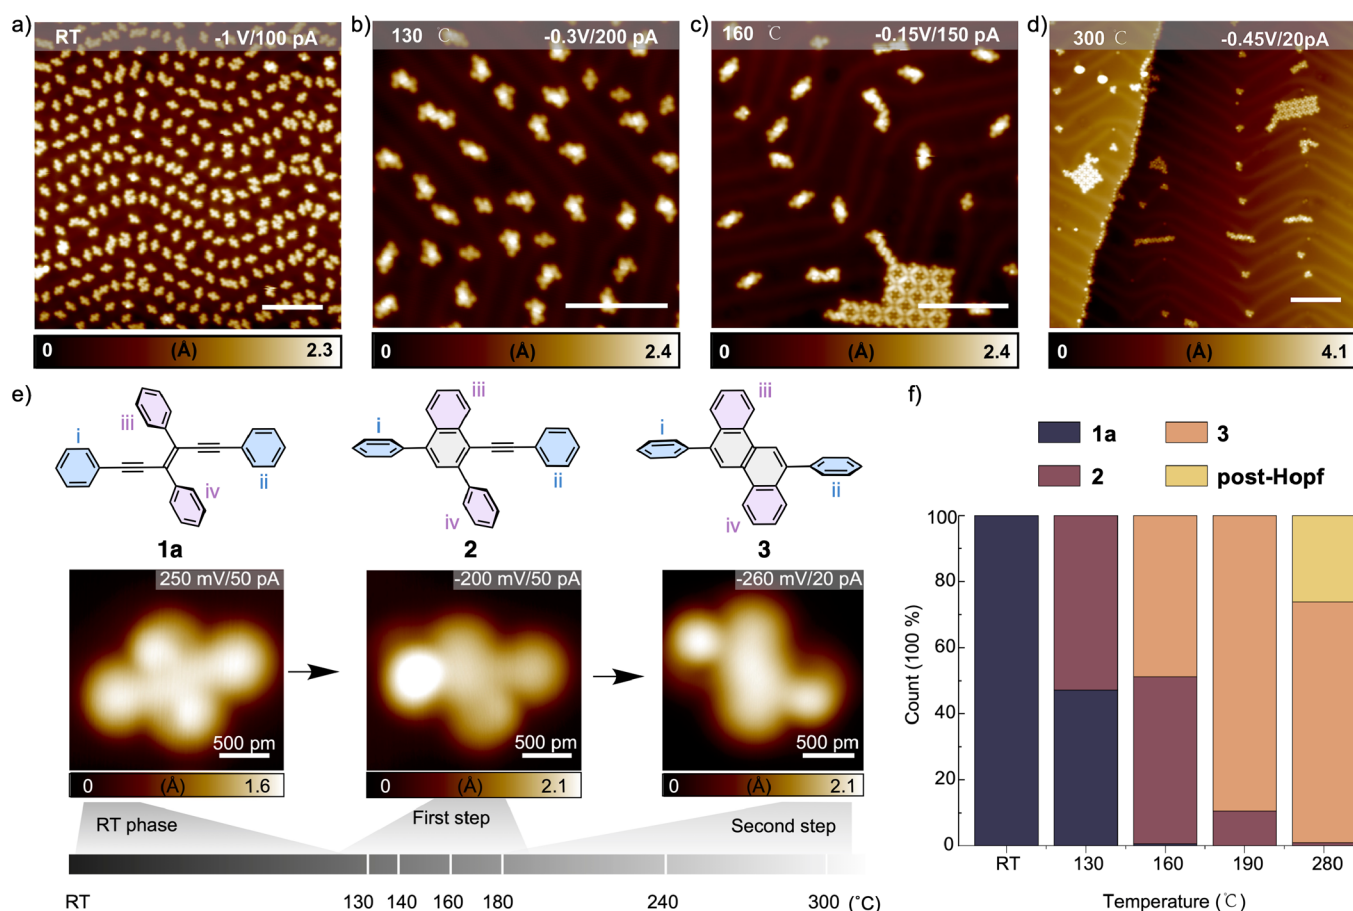 a)
RT -1 V/100 pA
0 (Å) 2.3
b)
130 ℃ -0.3V/200 pA
0 (Å) 2.4
c)
160 ℃ -0.15V/150 pA
0 (Å) 2.4
d)
300 ℃ -0.45V/20pA
0 (Å) 4.1
e)
i
iii
iv
ii
1a
i
iii
iv
ii
2
i
iii
iv
ii
3
250 mV/50 pA
500 pm
0 (Å) 1.6
-200 mV/50 pA
500 pm
0 (Å) 2.1
-260 mV/20 pA
500 pm
0 (Å) 2.1
RT phase
First step
Second step
RT 130 140 160 180 240 300 (°C)
f)
1a 3
2 post-Hopf
Count (100 %)
100
80
60
40
20
0
RT 130 160 190 280
Temperature (℃)